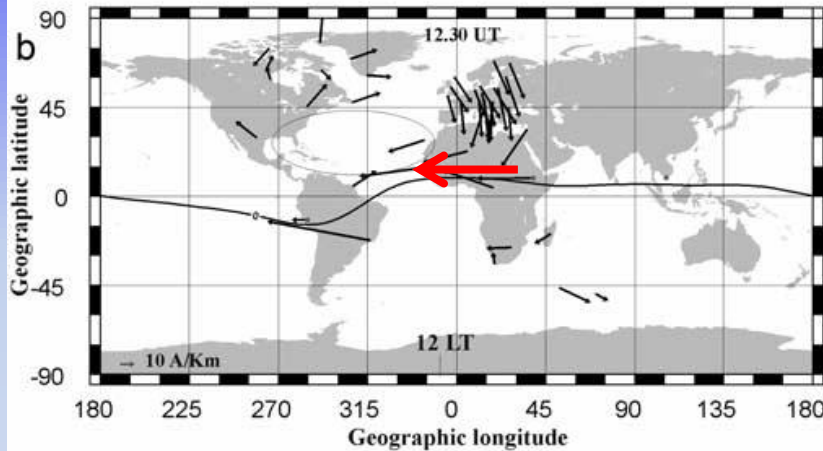 b
12.30 UT
90
45
0
-45
-90
Geographic latitude
0
12 LT
→ 10 A/Km
180 225 270 315 0 45 90 135 180
Geographic longitude